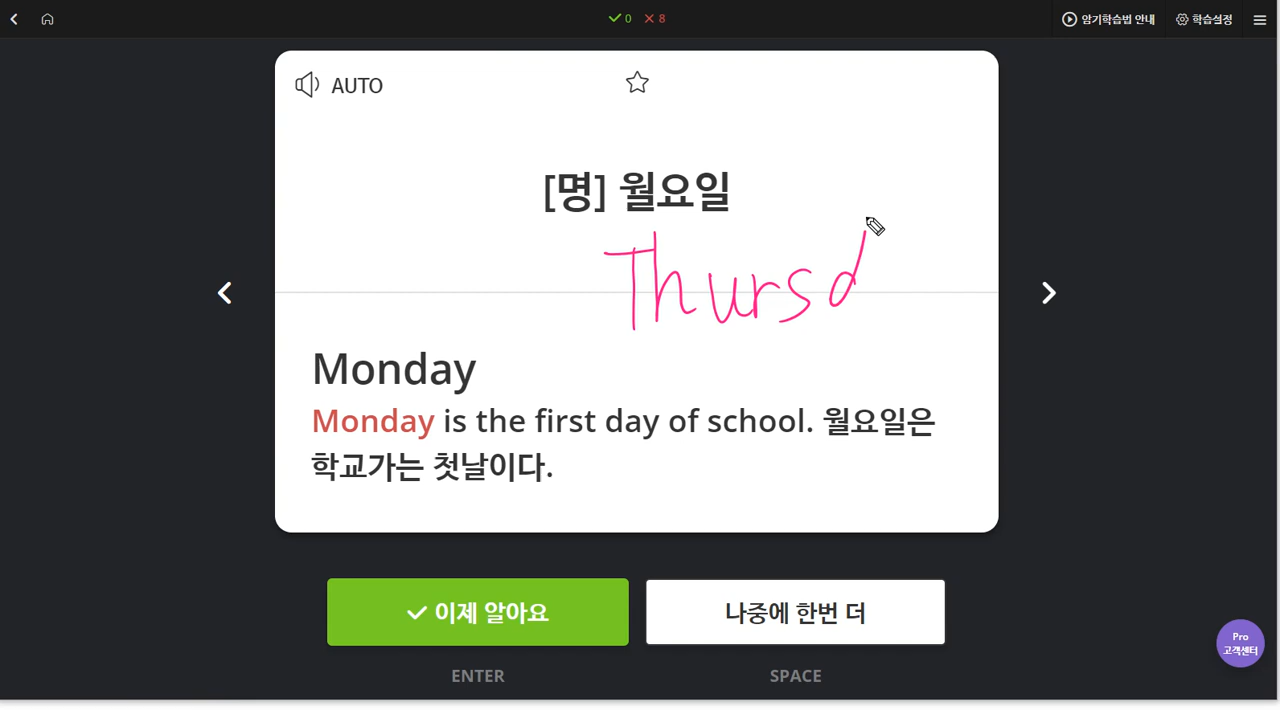 0 8 암기학습법 안내 학습설정
AUTO
[명] 월요일
Thursd
Monday
Monday is the first day of school. 월요일은
학교가는 첫날이다.
이제 알아요 나중에 한번 더
ENTER SPACE
Pro
고객센터